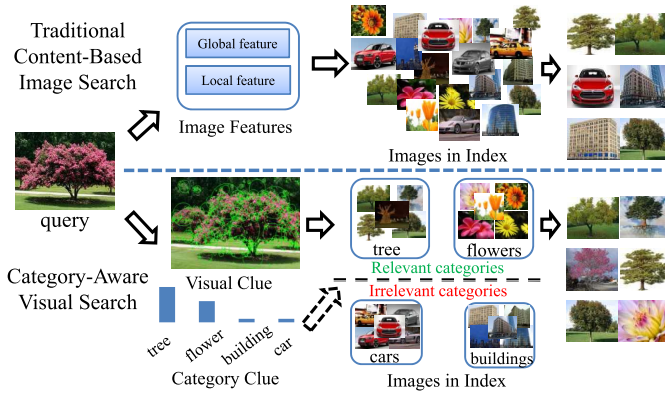 Traditional
Content-Based
Image Search
Global feature
Local feature
Image Features
Images in Index
query
Category-Aware
Visual Search
Visual Clue
tree
flower
building
car
Category Clue
tree
flowers
Relevant categories
Irrelevant categories
cars
buildings
Images in Index